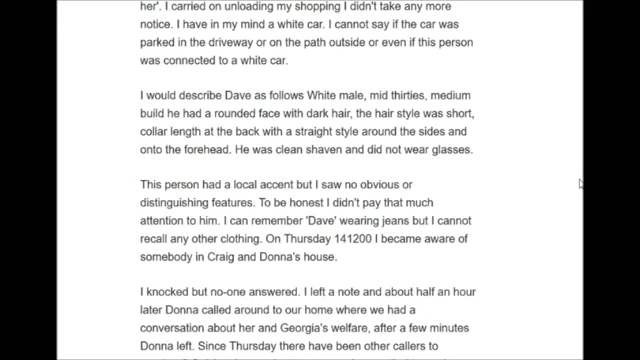 her'. I carried on unloading my shopping I didn't take any more
notice. I have in my mind a white car. I cannot say if the car was
parked in the driveway or on the path outside or even if this person
was connected to a white car.
I would describe Dave as follows White male, mid thirties, medium
build he had a rounded face with dark hair, the hair style was short,
collar length at the back with a straight style around the sides and
onto the forehead. He was clean shaven and did not wear glasses.
This person had a local accent but I saw no obvious or
distinguishing features. To be honest I didn't pay that much
attention to him. I can remember 'Dave' wearing jeans but I cannot
recall any other clothing. On Thursday 141200 I became aware of
somebody in Craig and Donna's house.
I knocked but no-one answered. I left a note and about half an hour
later Donna called around to our home where we had a
conversation about her and Georgia's welfare, after a few minutes
Donna left. Since Thursday there have been other callers to